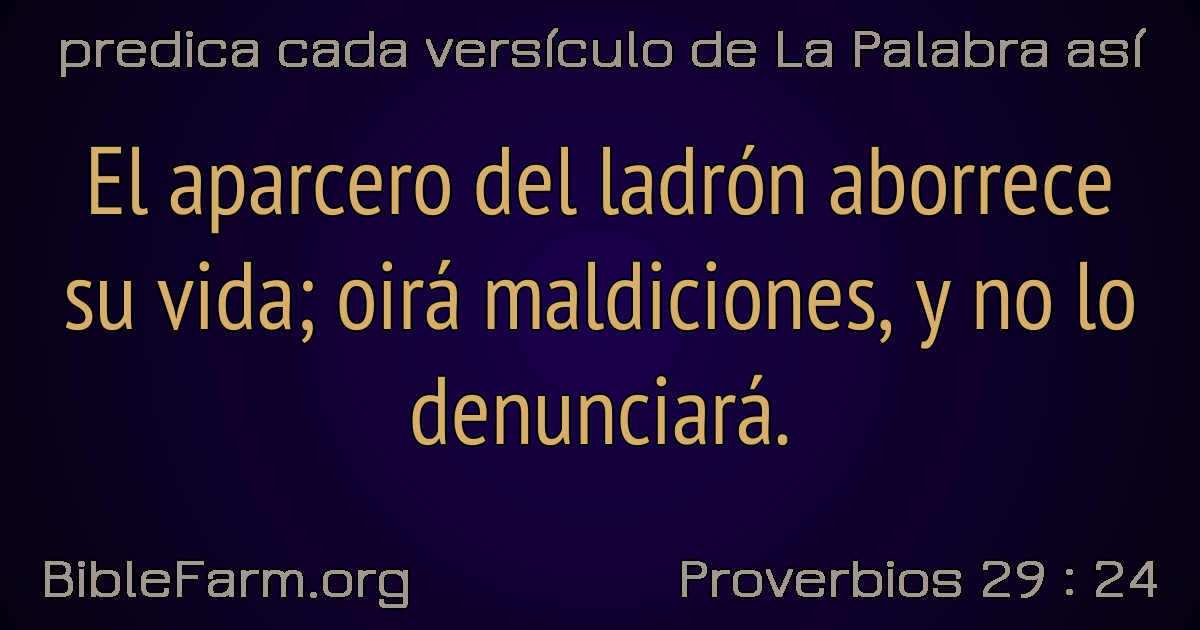 predica cada versículo de La Palabra así
El aparcero del ladrón aborrece
su vida; oirá maldiciones, y no lo
denunciará.
BibleFarm.org
Proverbios 29 : 24